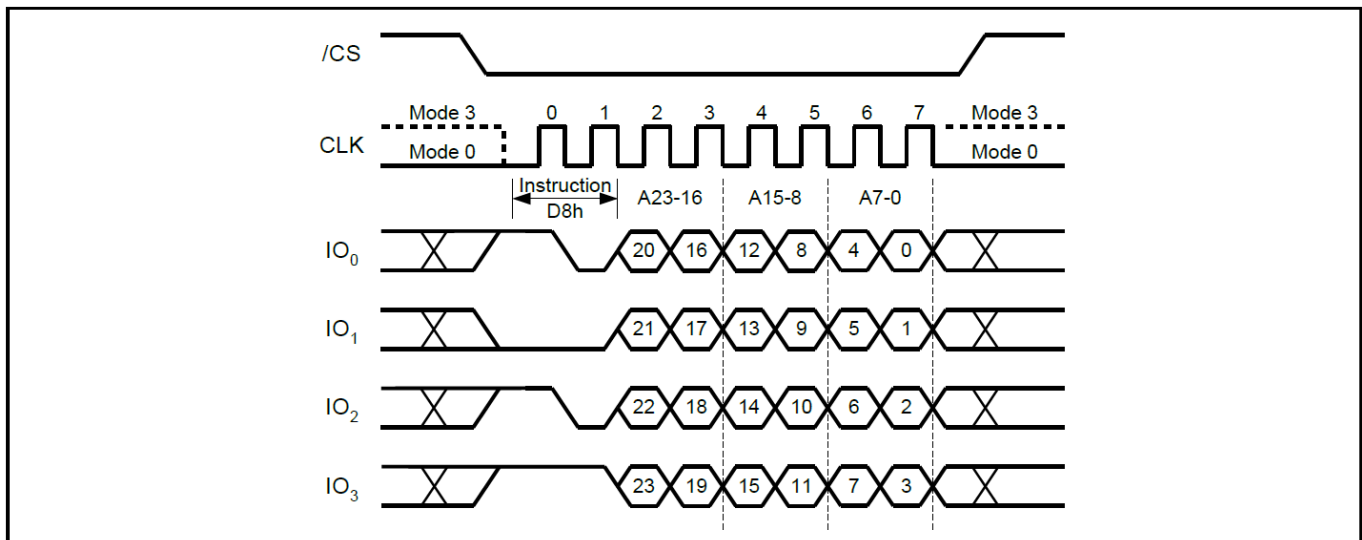 /CS
Mode 3 0 1 2 3 4 5 6 7 Mode 3
CLK
Mode 0 Mode 0
Instruction
D8h
A23-16 A15-8 A7-0
IO0 20 16 12 8 4 0
IO1 21 17 13 9 5 1
IO2 22 18 14 10 6 2
IO3 23 19 15 11 7 3